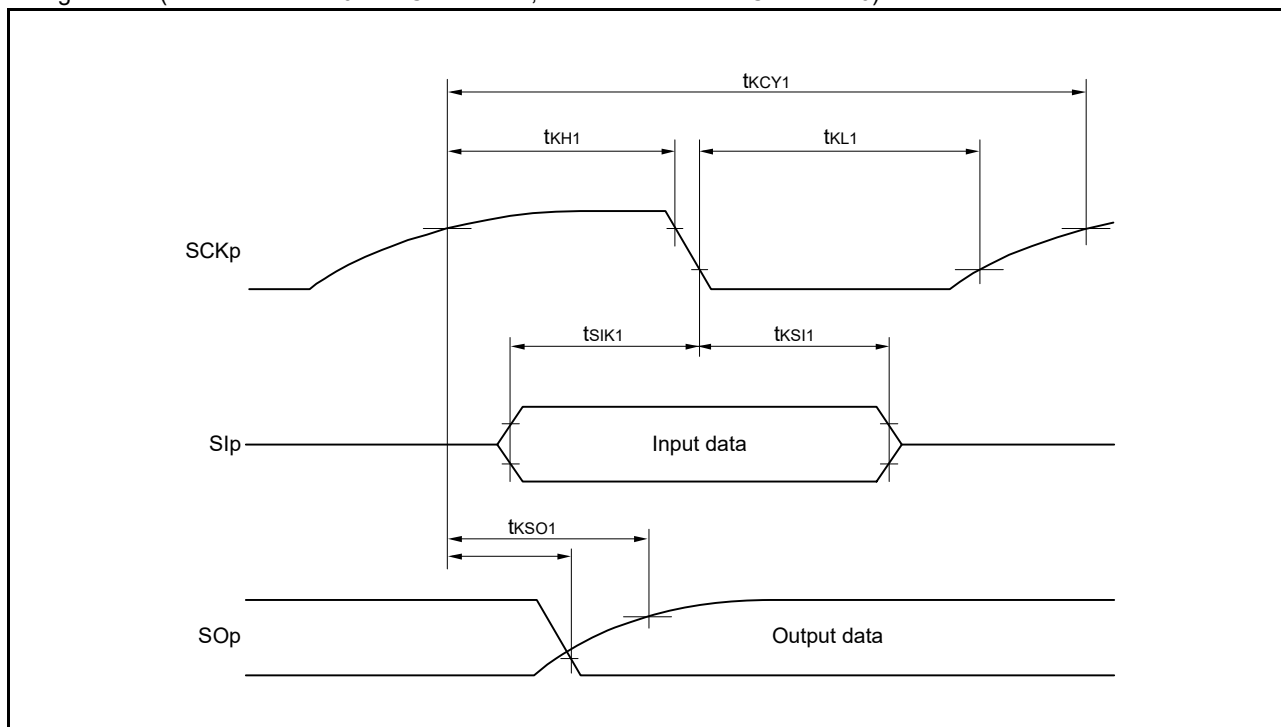 tKCY1
tKH1
tKL1
SCKp
tSIK1
tKSI1
SIp
Input data
tKSO1
SOp
Output data